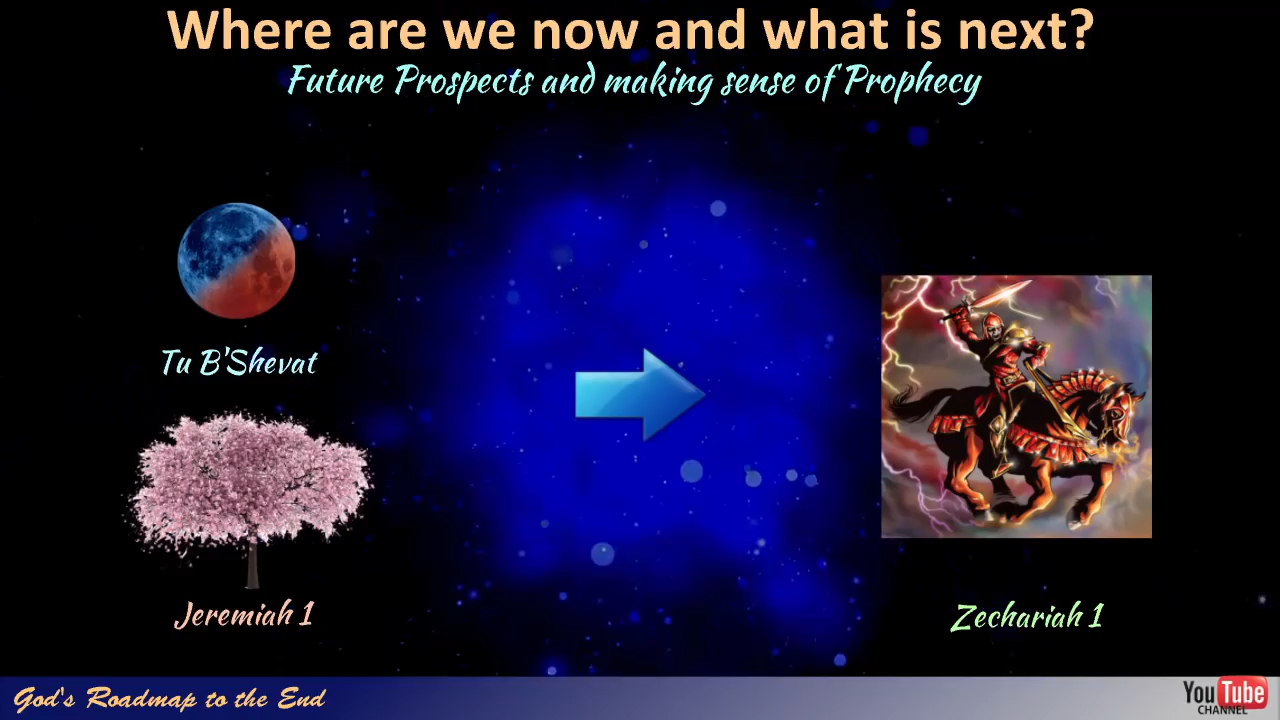 Where are we now and what is next?
Future Prospects and making sense of Prophecy
Tu B'Shevat
Jeremiah 1
Zechariah 1
God's Roadmap to the End
YouTube
CHANNEL